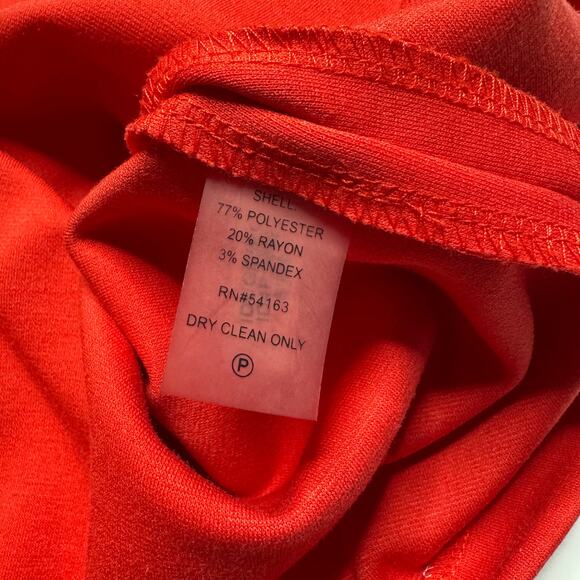 SHELL:
77% POLYESTER
20% RAYON
3% SPANDEX
RN#54163
DRY CLEAN ONLY
P